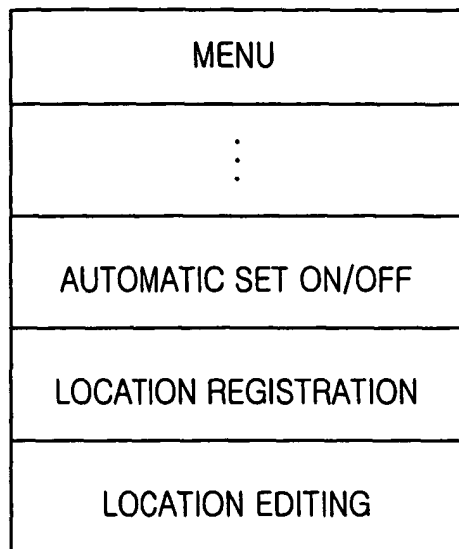 MENU
⋮
AUTOMATIC SET ON/OFF
LOCATION REGISTRATION
LOCATION EDITING